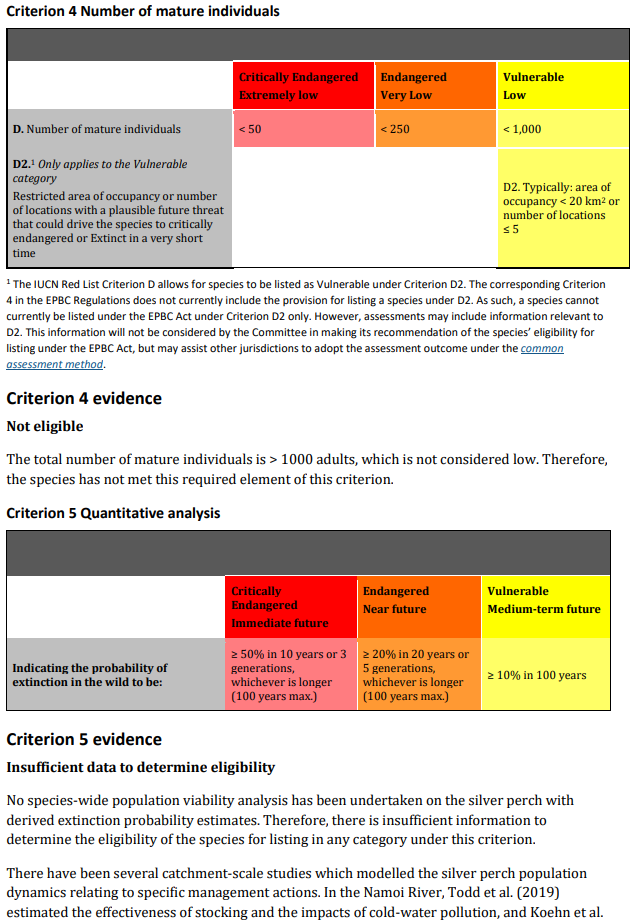 Criterion 4 Number of mature individuals
Critically Endangered
Extremely low
Endangered
Very Low
Vulnerable
Low
D. Number of mature individuals
< 50
< 250
< 1,000
D2.¹ Only applies to the Vulnerable
category
Restricted area of occupancy or number
of locations with a plausible future threat
that could drive the species to critically
endangered or Extinct in a very short
time
D2. Typically: area of
occupancy < 20 km² or
number of locations
≤ 5
¹ The IUCN Red List Criterion D allows for species to be listed as Vulnerable under Criterion D2. The corresponding Criterion
4 in the EPBC Regulations does not currently include the provision for listing a species under D2. As such, a species cannot
currently be listed under the EPBC Act under Criterion D2 only. However, assessments may include information relevant to
D2. This information will not be considered by the Committee in making its recommendation of the species' eligibility for
listing under the EPBC Act, but may assist other jurisdictions to adopt the assessment outcome under the common
assessment method.
Criterion 4 evidence
Not eligible
The total number of mature individuals is > 1000 adults, which is not considered low. Therefore,
the species has not met this required element of this criterion.
Criterion 5 Quantitative analysis
Critically
Endangered
Immediate future
Endangered
Near future
Vulnerable
Medium-term future
Indicating the probability of
extinction in the wild to be:
≥ 50% in 10 years or 3
generations,
whichever is longer
(100 years max.)
≥ 20% in 20 years or
5 generations,
whichever is longer
(100 years max.)
≥ 10% in 100 years
Criterion 5 evidence
Insufficient data to determine eligibility
No species-wide population viability analysis has been undertaken on the silver perch with
derived extinction probability estimates. Therefore, there is insufficient information to
determine the eligibility of the species for listing in any category under this criterion.
There have been several catchment-scale studies which modelled the silver perch population
dynamics relating to specific management actions. In the Namoi River, Todd et al. (2019)
estimated the effectiveness of stocking and the impacts of cold-water pollution, and Koehn et al.